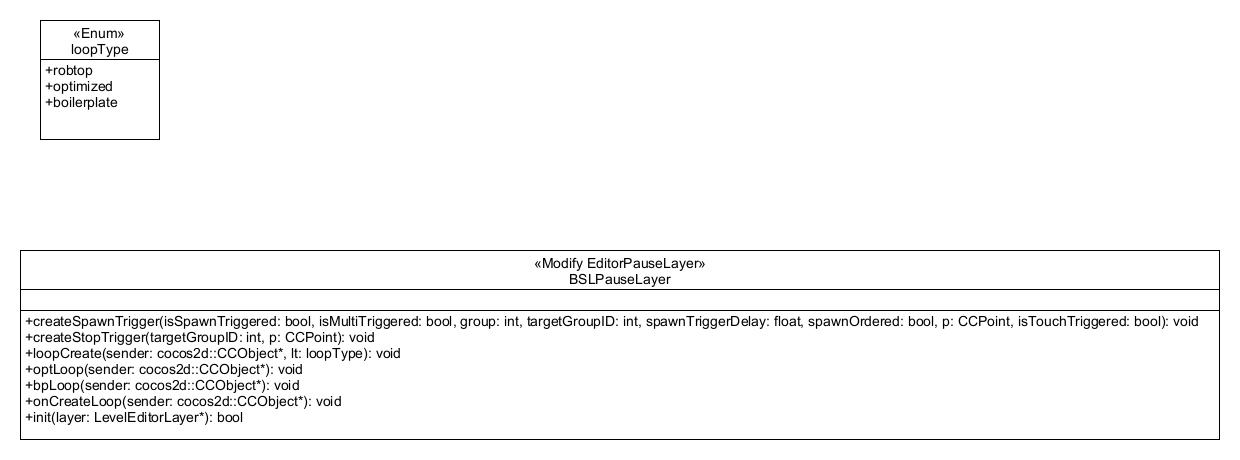 «Enum»
loopType
+robtop
+optimized
+boilerplate
«Modify EditorPauseLayer»
BSLPauseLayer
+createSpawnTrigger(isSpawnTriggered: bool, isMultiTriggered: bool, group: int, targetGroupID: int, spawnTriggerDelay: float, spawnOrdered: bool, p: CCPoint, isTouchTriggered: bool): void
+createStopTrigger(targetGroupID: int, p: CCPoint): void
+loopCreate(sender: cocos2d::CCObject*, lt: loopType): void
+optLoop(sender: cocos2d::CCObject*): void
+bpLoop(sender: cocos2d::CCObject*): void
+onCreateLoop(sender: cocos2d::CCObject*): void
+init(layer: LevelEditorLayer*): bool